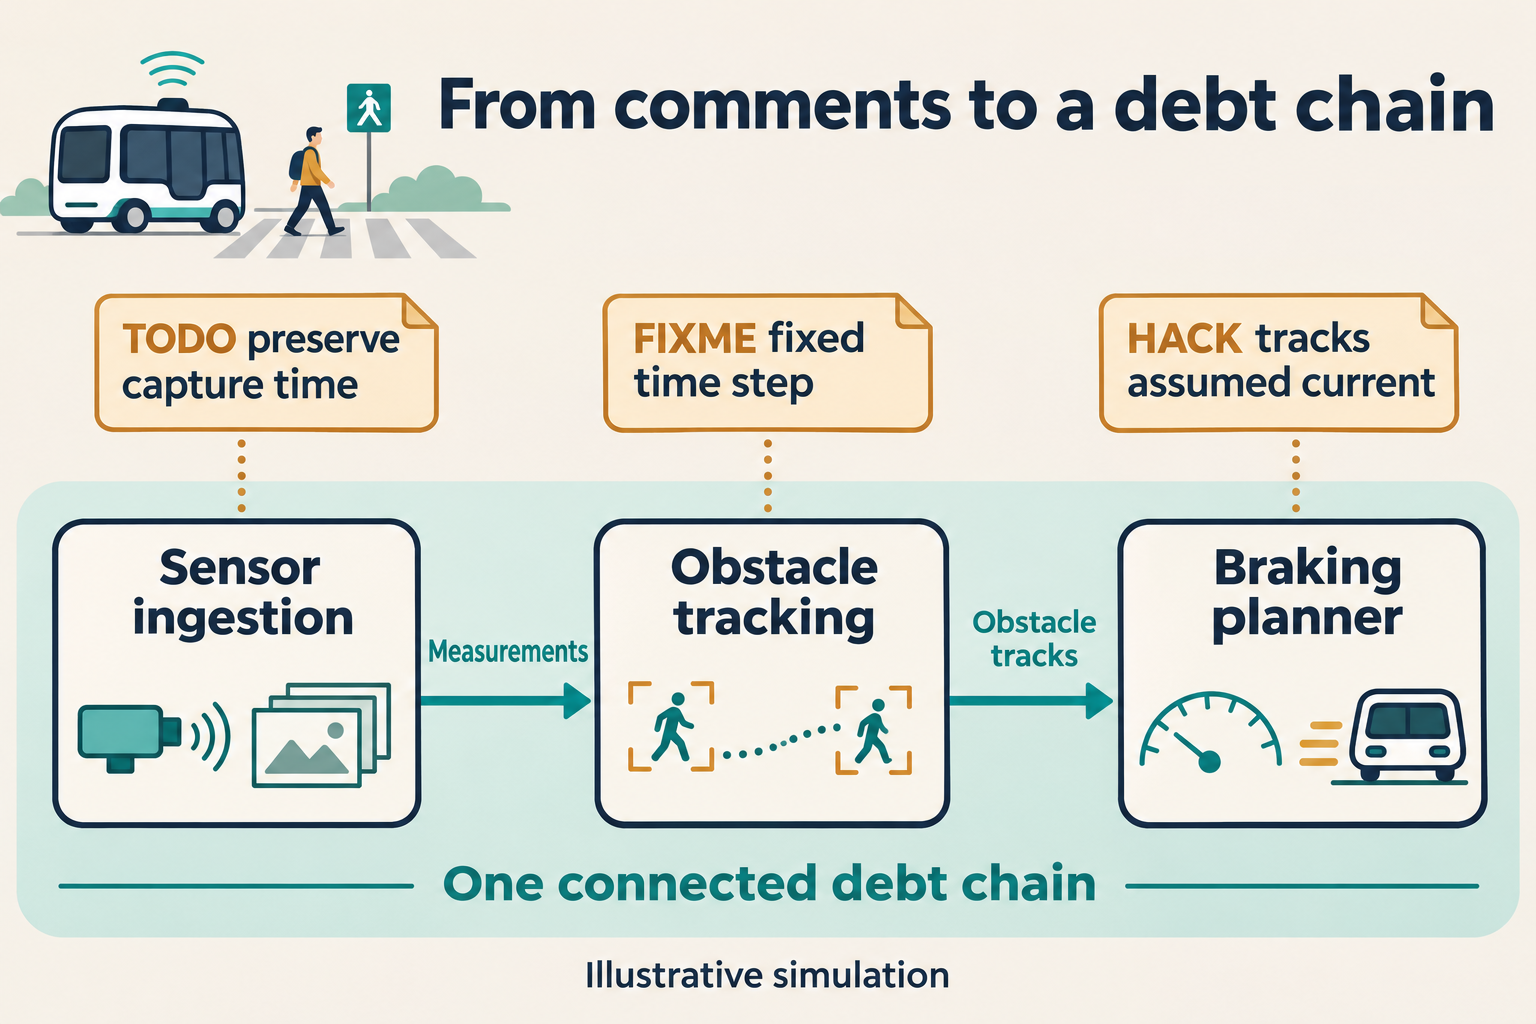 From comments to a debt chain
TODO preserve
capture time
FIXME fixed
time step
HACK tracks
assumed current
Sensor
ingestion
Measurements
Obstacle
tracking
Obstacle
tracks
Braking
planner
One connected debt chain
Illustrative simulation